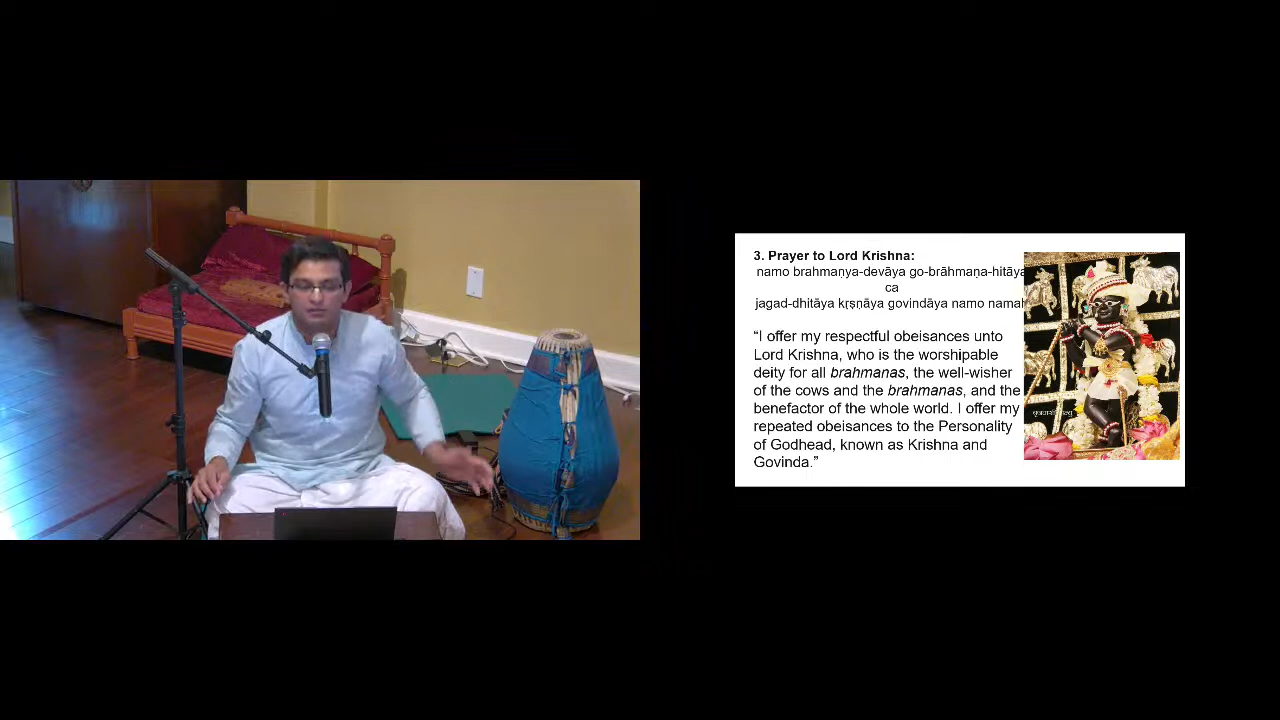 3. Prayer to Lord Krishna:
namo brahmaṇya-devāya go-brāhmaṇa-hitāya
ca
jagad-dhitāya kṛṣṇāya govindāya namo namaḥ
“I offer my respectful obeisances unto
Lord Krishna, who is the worshipable
deity for all brahmanas, the well-wisher
of the cows and the brahmanas, and the
benefactor of the whole world. I offer my
repeated obeisances to the Personality
of Godhead, known as Krishna and
Govinda.”